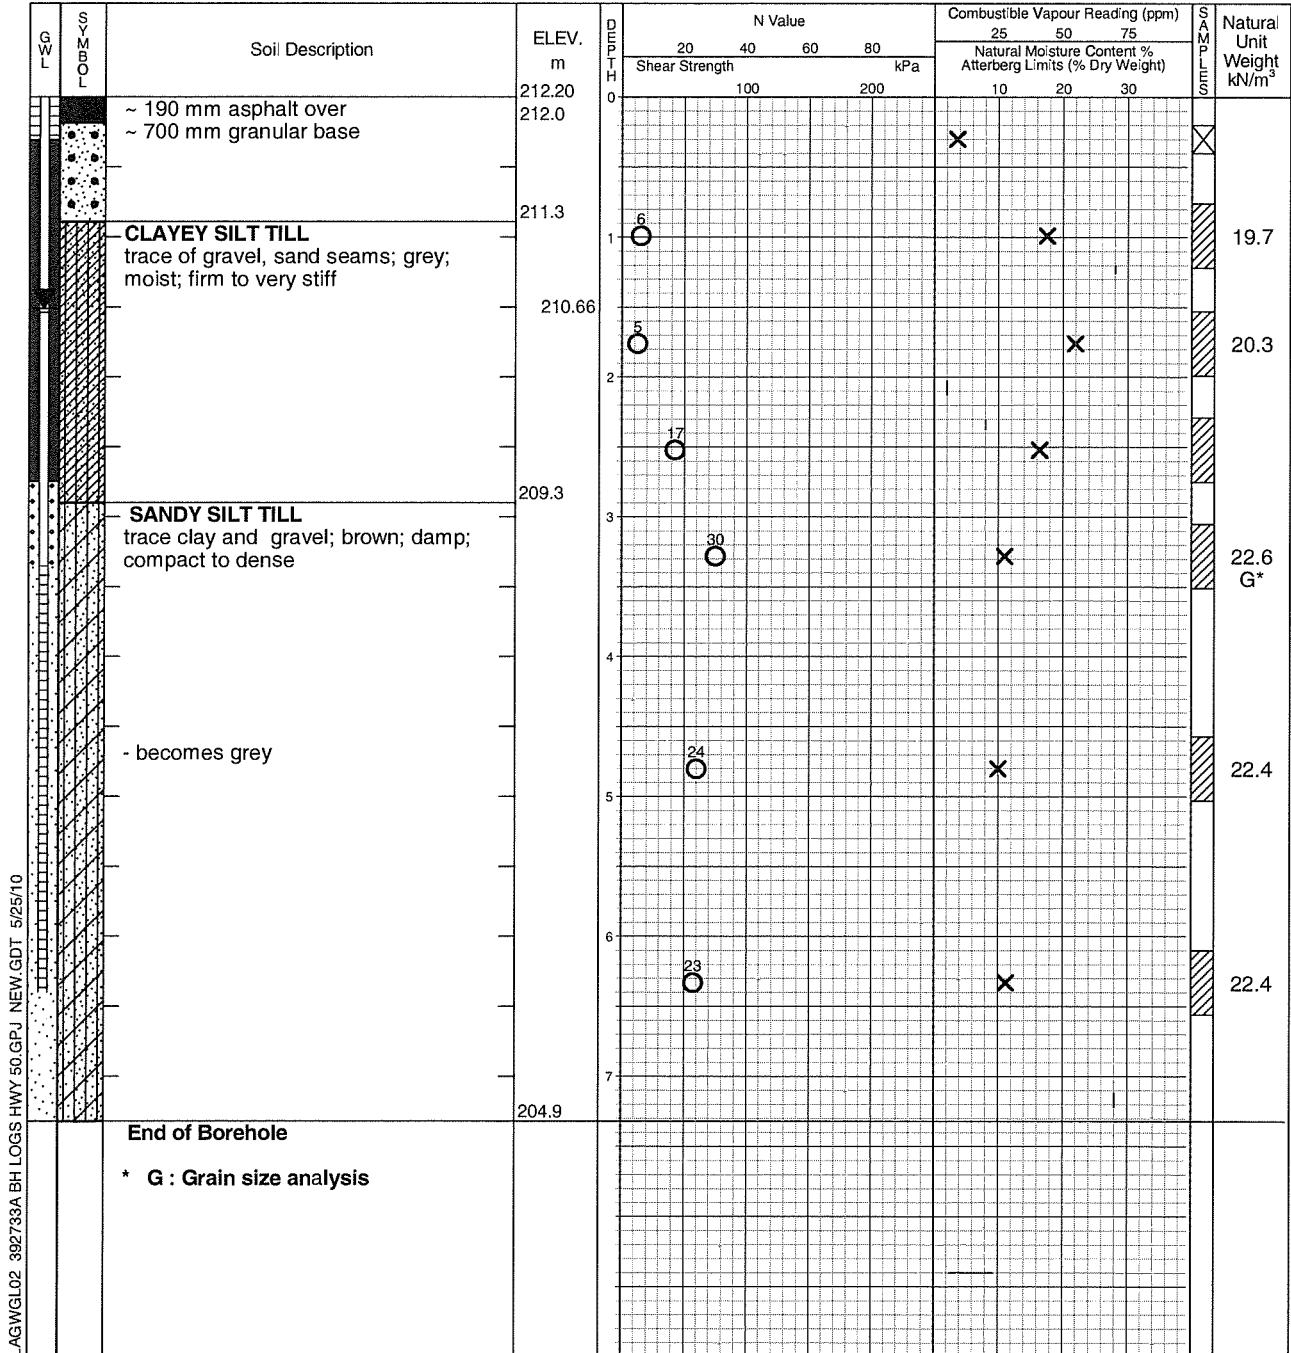 GWL
SYMBOL
Soil Description
ELEV.
m
212.20
DEPTH
N Value
20 40 60 80
Shear Strength kPa
100 200
Combustible Vapour Reading (ppm)
25 50 75
Natural Moisture Content %
Atterberg Limits (% Dry Weight)
10 20 30
SAMPLES
Natural
Unit
Weight
kN/m³
0
~ 190 mm asphalt over
212.0
~ 700 mm granular base
211.3
CLAYEY SILT TILL
trace of gravel, sand seams; grey;
moist; firm to very stiff
6
1
19.7
210.66
5
20.3
2
17
209.3
SANDY SILT TILL
trace clay and gravel; brown; damp;
compact to dense
3
30
22.6
G*
4
- becomes grey
24
22.4
5
6
23
22.4
7
204.9
End of Borehole
* G : Grain size analysis
_AGWGL02 392733A BH LOGS HWY 50.GPJ NEW.GDT 5/25/10